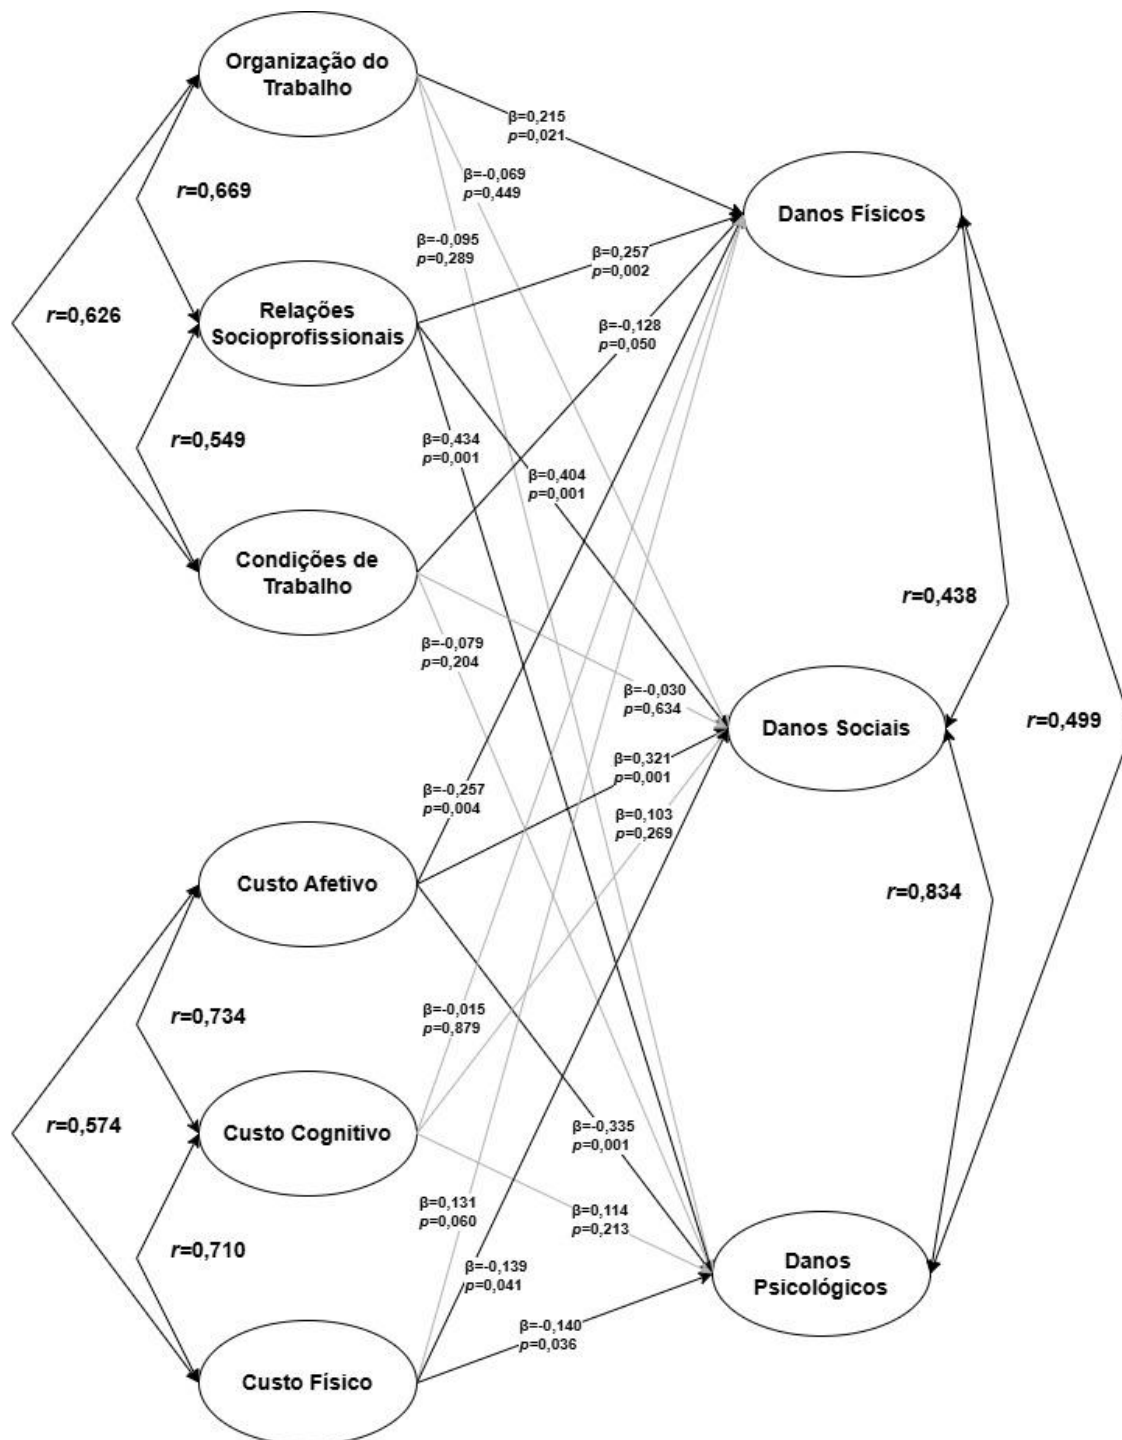 Organização do
Trabalho
β=0,215
p=0,021
β=-0,069
p=0,449
r=0,669
Danos Físicos
β=-0,095
p=0,289
β=0,257
p=0,002
Relações
Socioprofissionais
r=0,626
β=-0,128
p=0,050
r=0,549
β=0,434
p=0,001
β=0,404
p=0,001
Condições de
Trabalho
r=0,438
β=-0,079
p=0,204
β=-0,030
p=0,634
Danos Sociais
r=0,499
β=0,321
p=0,001
β=-0,257
p=0,004
β=0,103
p=0,269
Custo Afetivo
r=0,834
r=0,734
β=-0,015
p=0,879
r=0,574
Custo Cognitivo
β=-0,335
p=0,001
β=0,131
p=0,060
β=0,114
p=0,213
r=0,710
β=-0,139
p=0,041
Danos
Psicológicos
β=-0,140
p=0,036
Custo Físico